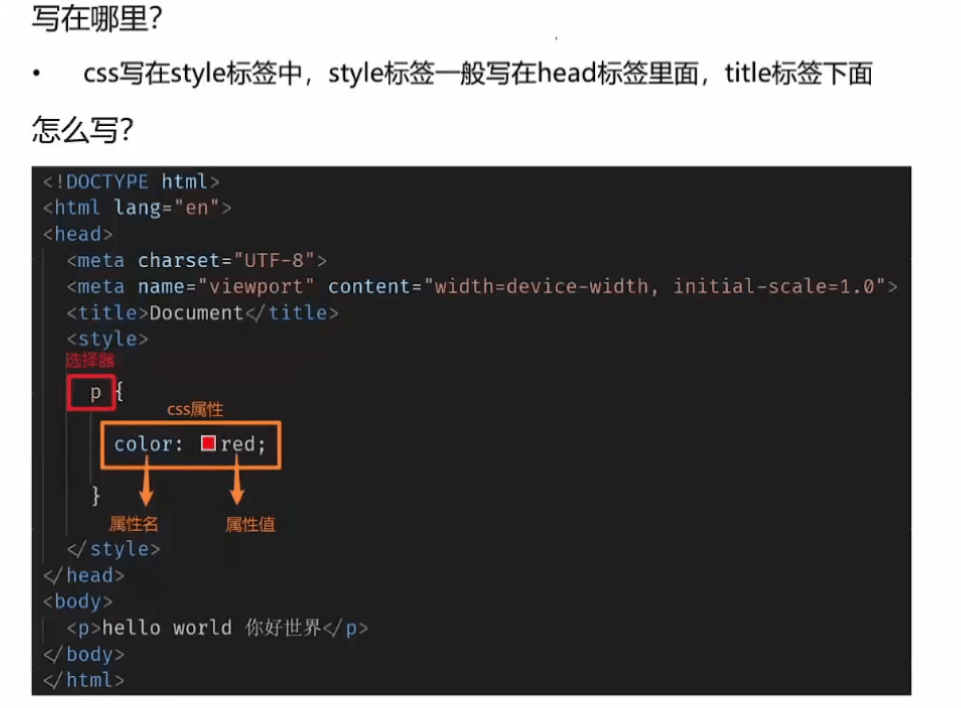 写在哪里？
• css写在style标签中，style标签一般写在head标签里面，title标签下面
怎么写？
<!DOCTYPE html>
<html lang="en">
<head>
<meta charset="UTF-8">
<meta name="viewport" content="width=device-width, initial-scale=1.0">
<title>Document</title>
<style>
选择器
p {
css属性
color: red;
}
属性名 属性值
</style>
</head>
<body>
<p>hello world 你好世界</p>
</body>
</html>